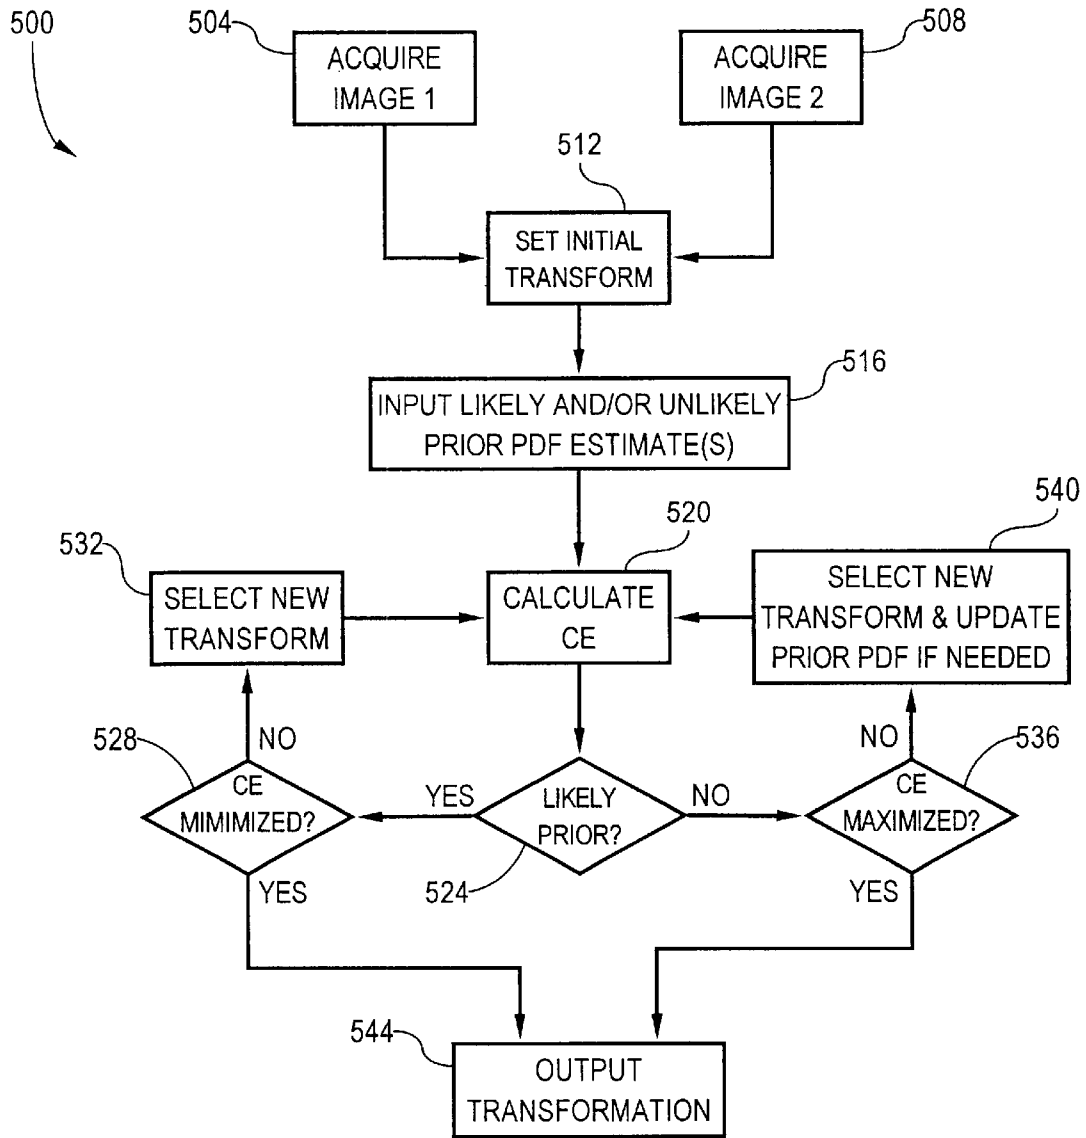 500
504
ACQUIRE
IMAGE 1
508
ACQUIRE
IMAGE 2
512
SET INITIAL
TRANSFORM
516
INPUT LIKELY AND/OR UNLIKELY
PRIOR PDF ESTIMATE(S)
520
CALCULATE
CE
532
SELECT NEW
TRANSFORM
540
SELECT NEW
TRANSFORM & UPDATE
PRIOR PDF IF NEEDED
528
NO
CE
MIMIMIZED?
YES
YES
LIKELY
PRIOR?
524
NO
536
NO
CE
MAXIMIZED?
YES
544
OUTPUT
TRANSFORMATION